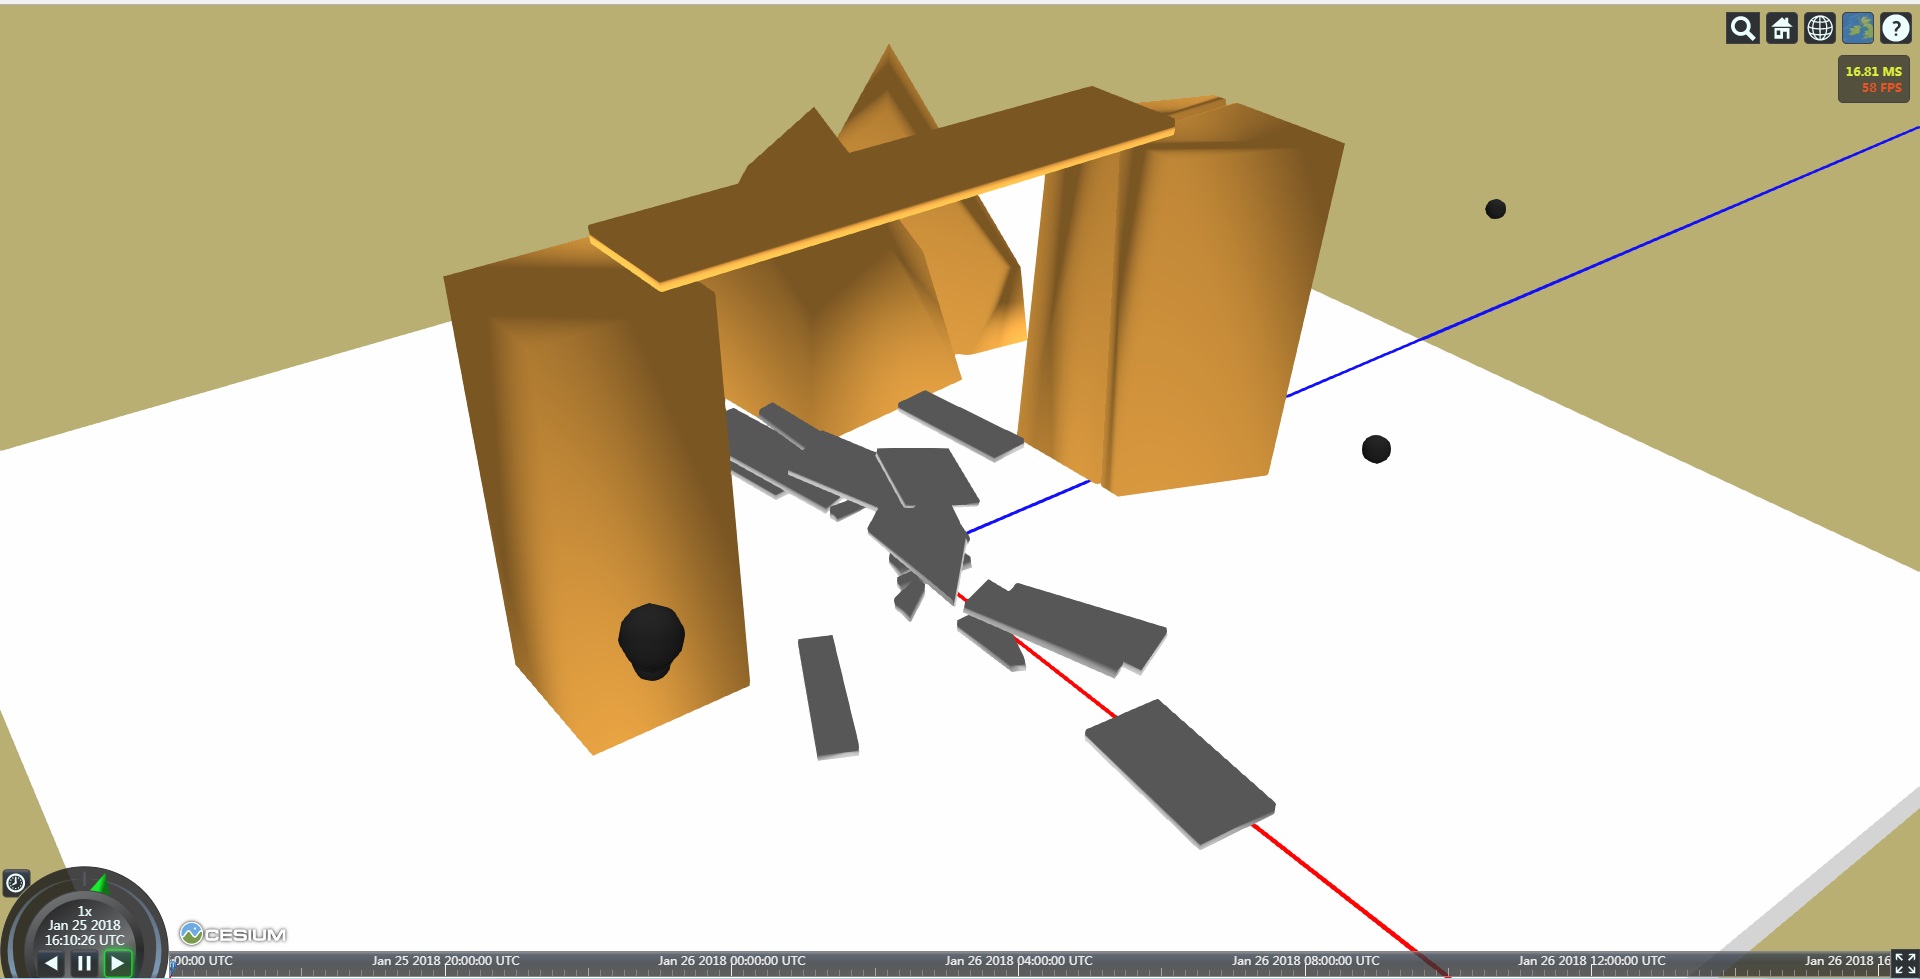 ?
16.81 MS
58 FPS
1x
Jan 25 2018
16:10:26 UTC
CESIUM
00:00 UTC
Jan 25 2018 20:00:00 UTC
Jan 26 2018 00:00:00 UTC
Jan 26 2018 04:00:00 UTC
Jan 26 2018 08:00:00 UTC
Jan 26 2018 12:00:00 UTC
Jan 26 2018 16